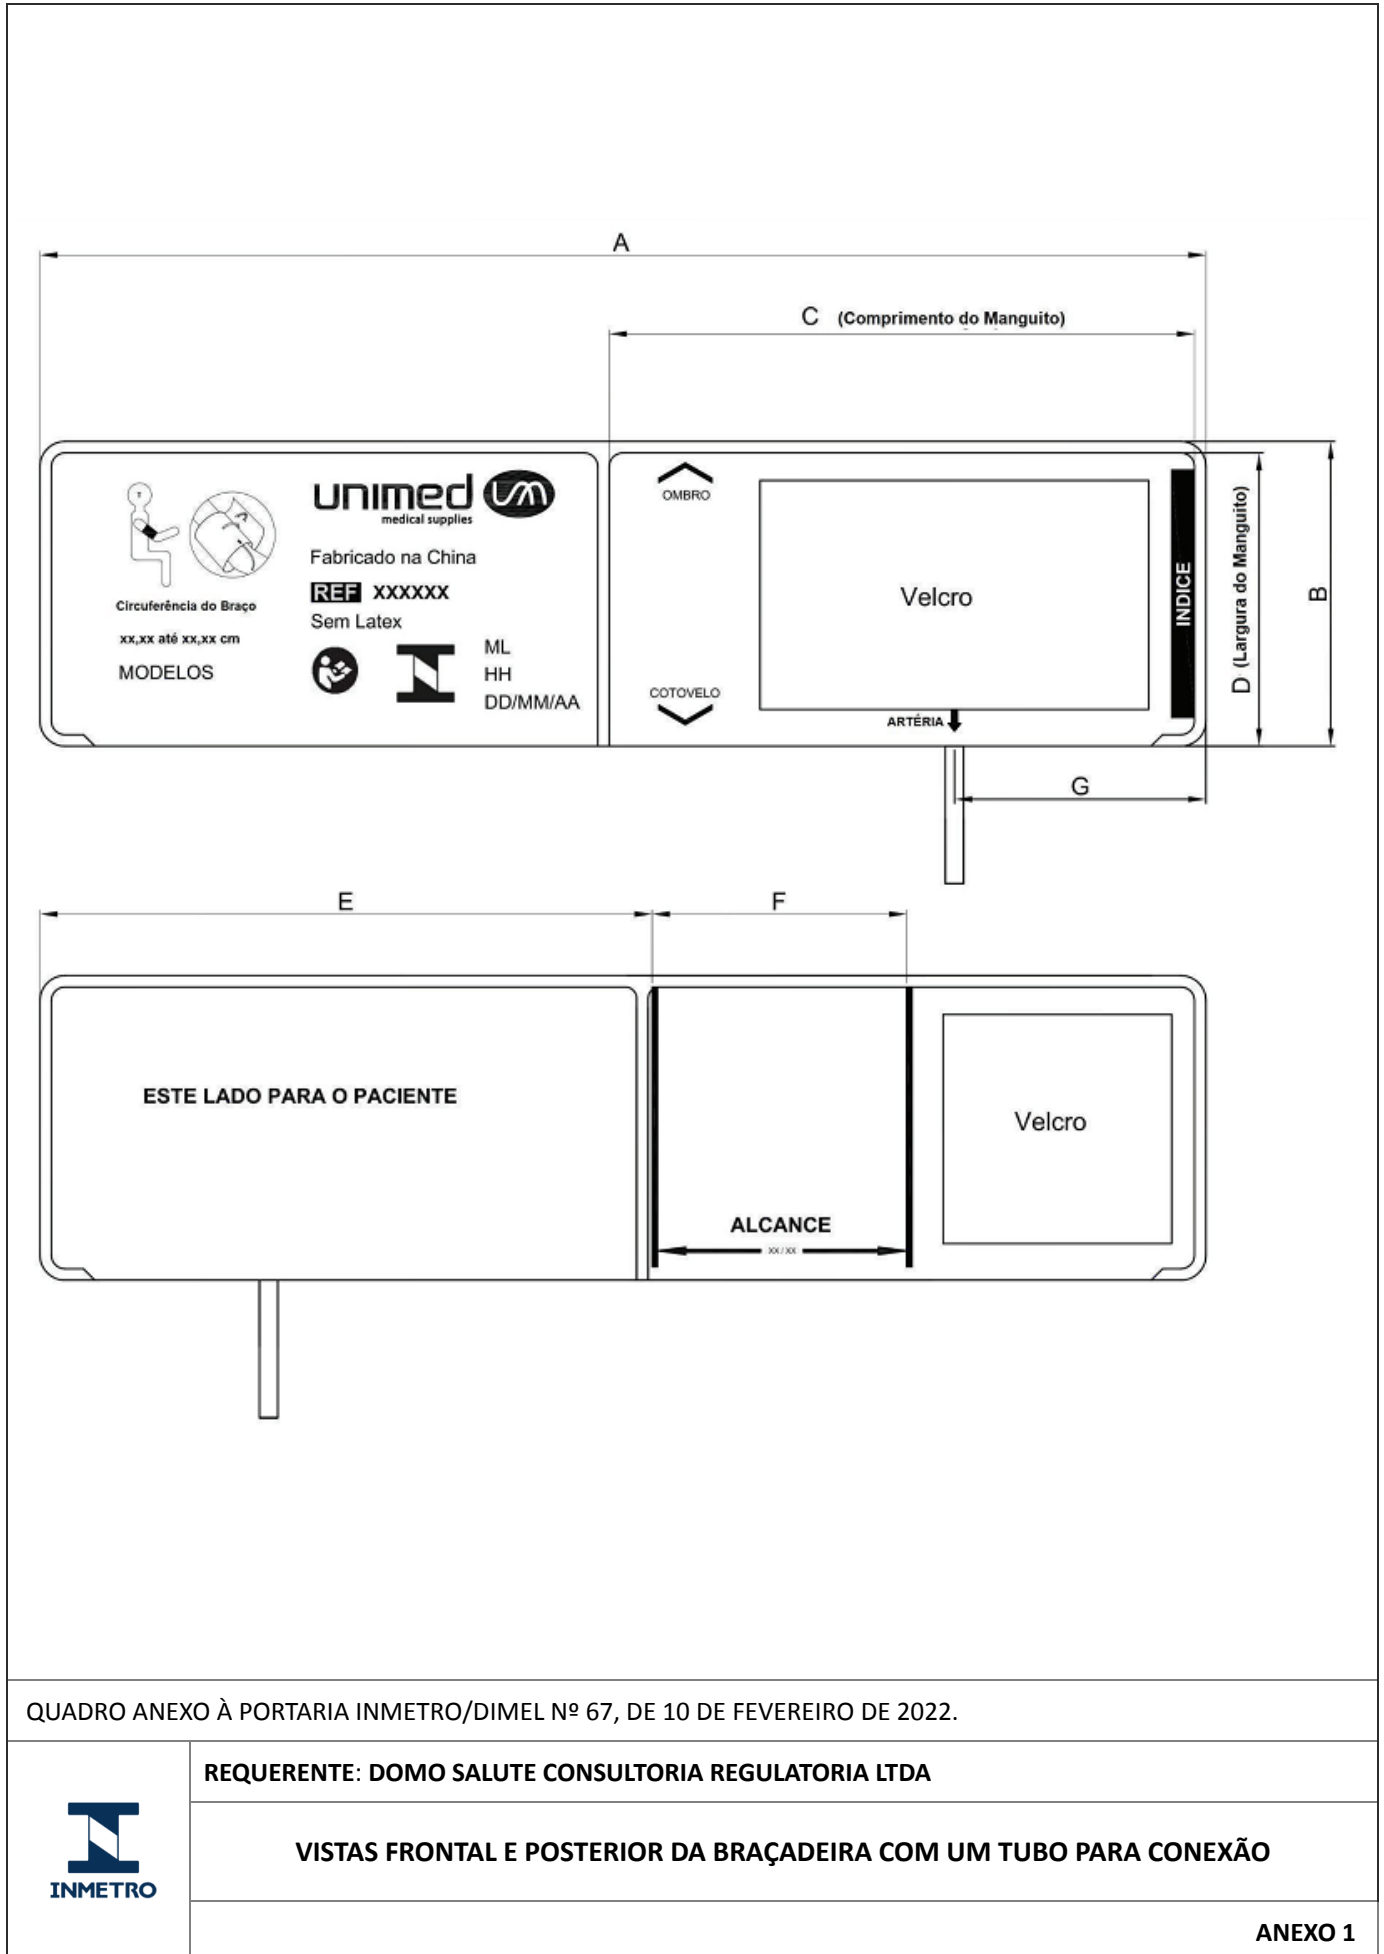 A
C (Comprimento do Manguito)
unimed
medical supplies
Fabricado na China
REF XXXXXX
Sem Latex
Circuferência do Braço
xx,xx até xx,xx cm
MODELOS
ML
HH
DD/MM/AA
OMBRO
Velcro
COTOVELO
ARTÉRIA
INDICE
D (Largura do Manguito)
B
G
E
F
ESTE LADO PARA O PACIENTE
ALCANCE
XX / XX
Velcro
QUADRO ANEXO À PORTARIA INMETRO/DIMEL Nº 67, DE 10 DE FEVEREIRO DE 2022.
INMETRO
REQUERENTE: DOMO SALUTE CONSULTORIA REGULATORIA LTDA
VISTAS FRONTAL E POSTERIOR DA BRAÇADEIRA COM UM TUBO PARA CONEXÃO
ANEXO 1